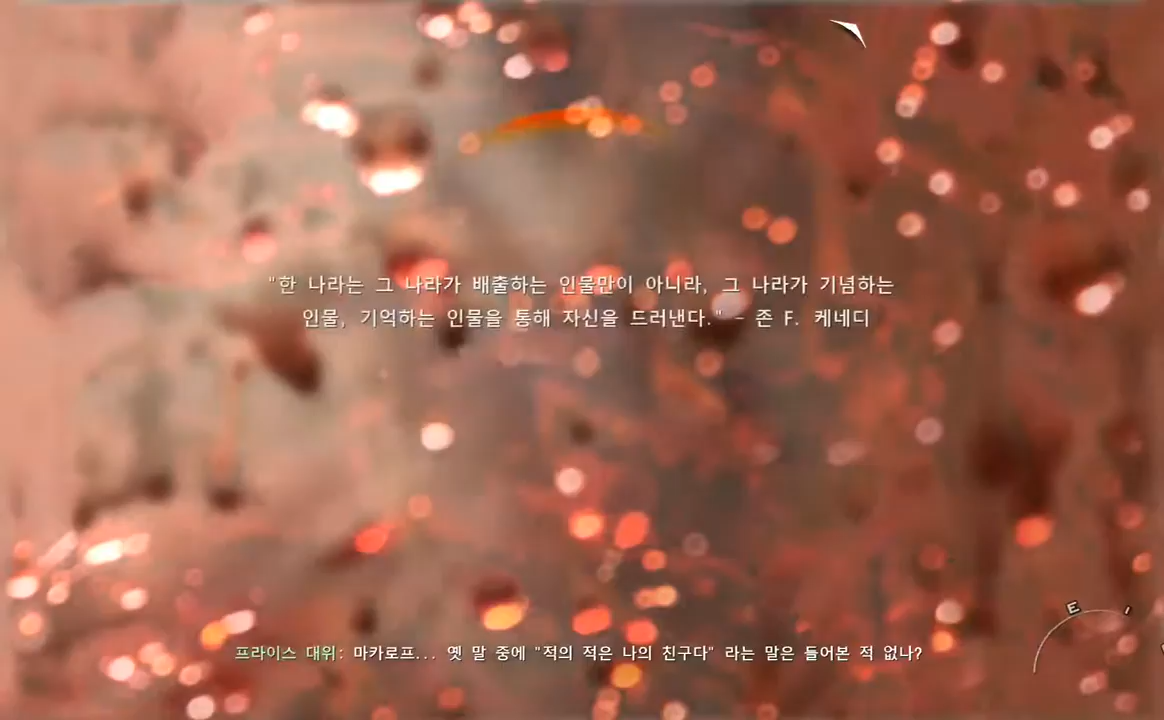 "한 나라는 그 나라가 배출하는 인물만이 아니라, 그 나라가 기념하는
인물, 기억하는 인물을 통해 자신을 드러낸다." - 존 F. 케네디
E
프라이스 대위: 마카로프... 옛 말 중에 "적의 적은 나의 친구다" 라는 말은 들어본 적 없나?